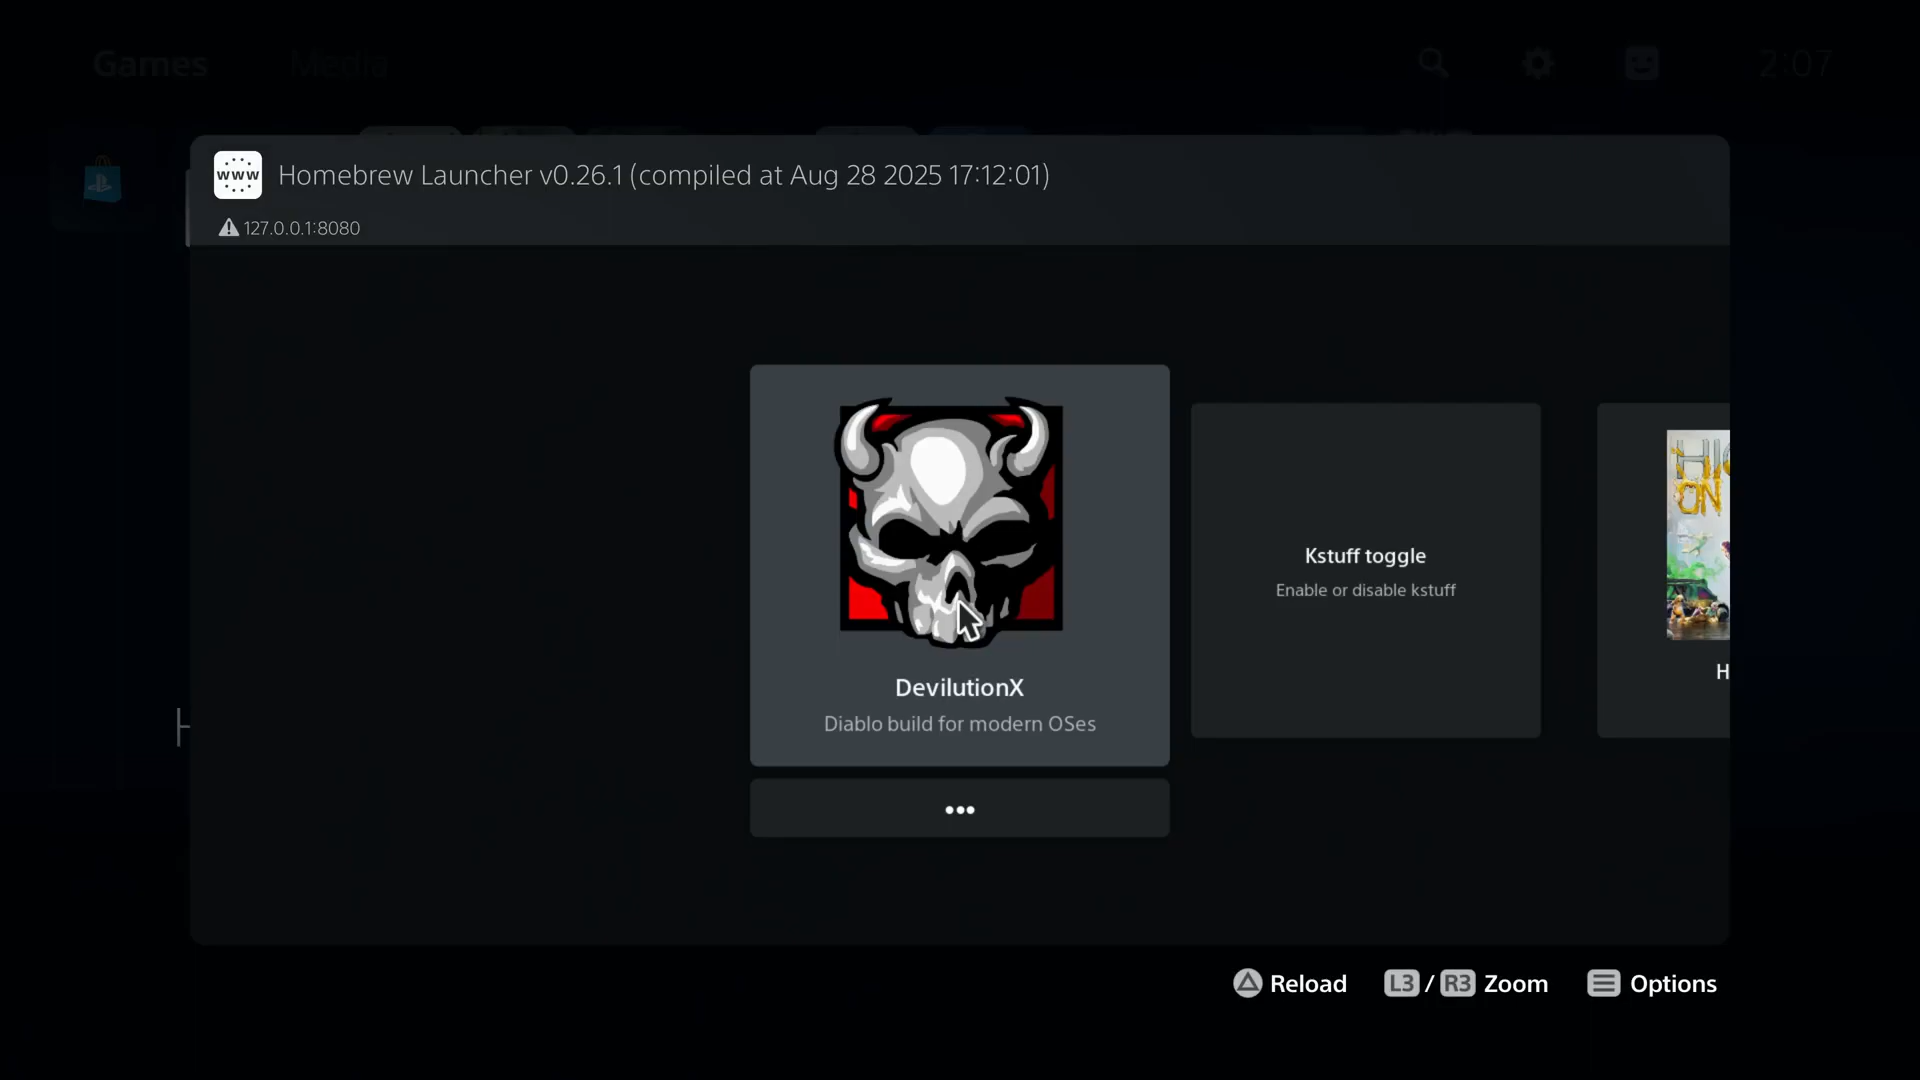 Games
Media
2:07
www
Homebrew Launcher v0.26.1 (compiled at Aug 28 2025 17:12:01)
127.0.0.1:8080
HI
ON
Kstuff toggle
Enable or disable kstuff
H
DevilutionX
Diablo build for modern OSes
•••
H
Reload
L3 / R3 Zoom
Options